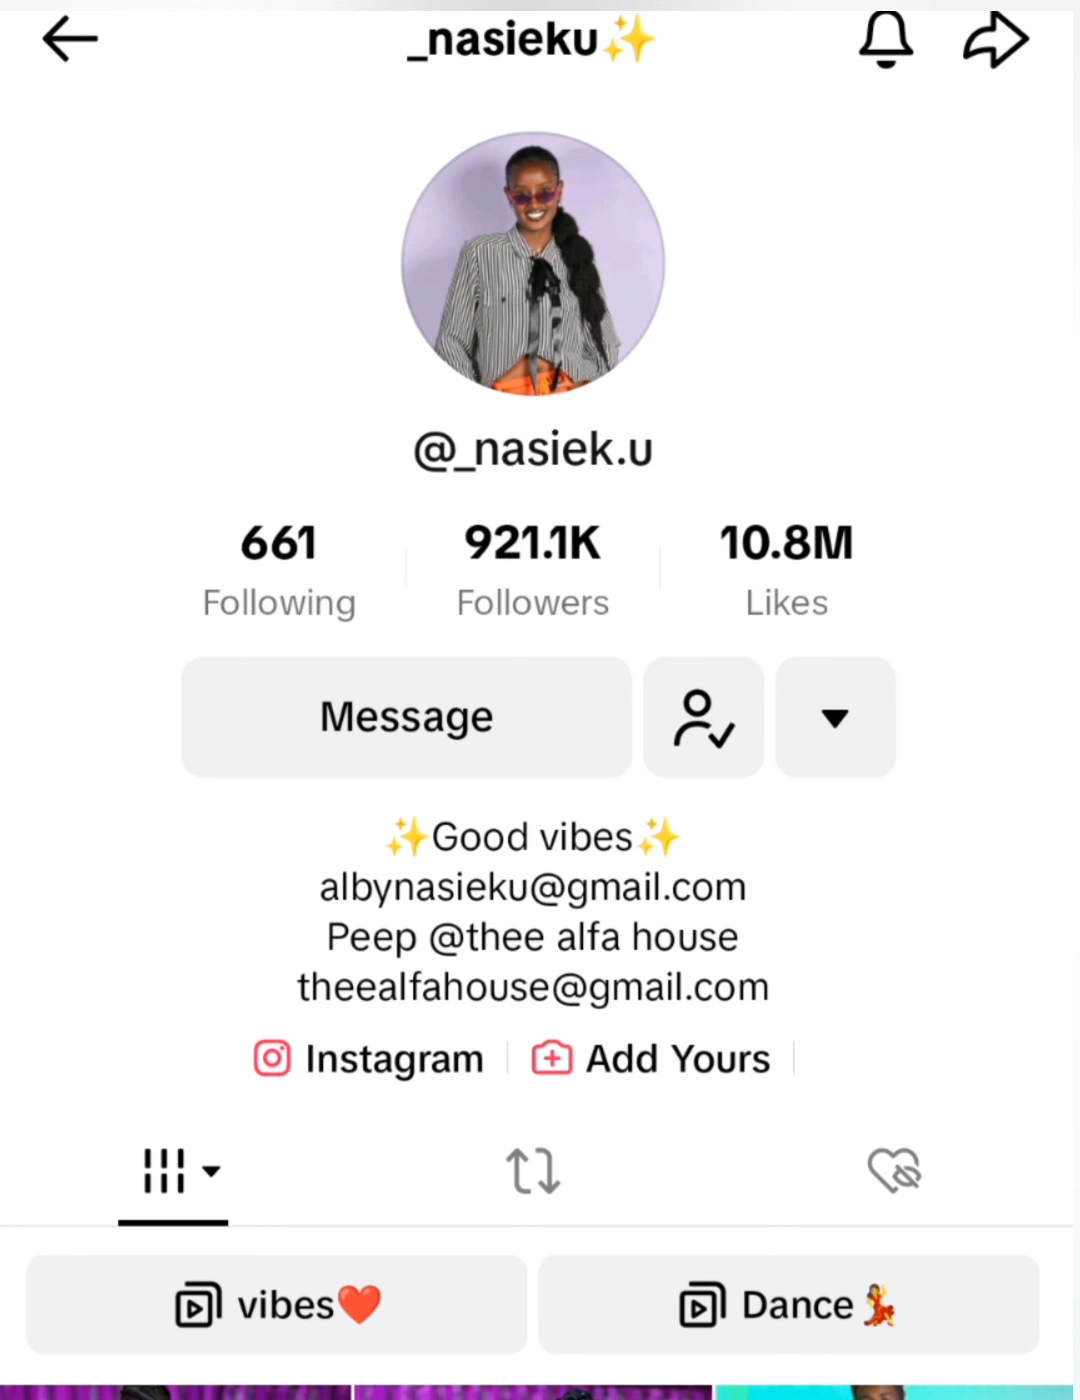 _nasieku✨
@_nasiek.u
661 921.1K 10.8M
Following Followers Likes
Message
✨Good vibes✨
albynasieku@gmail.com
Peep @thee alfa house
theealfahouse@gmail.com
Instagram Add Yours
vibes❤️ Dance💃